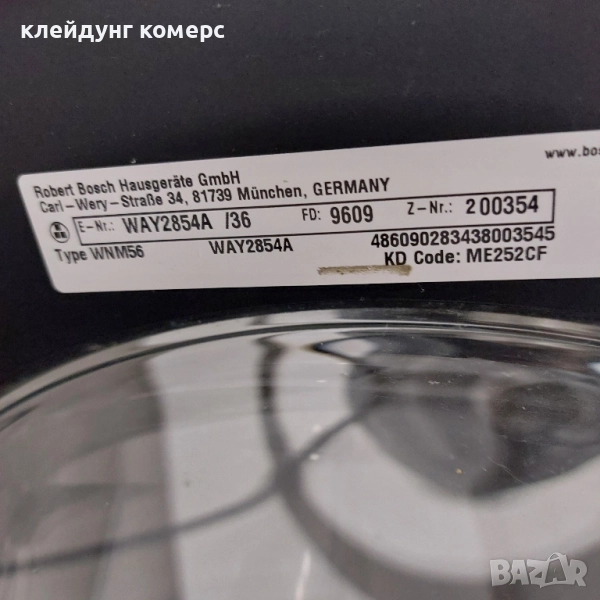 клейдунг комерс
www.bos
Robert Bosch Hausgeräte GmbH
Carl-Wery-Straße 34, 81739 München, GERMANY
E-Nr.: WAY2854A /36 FD: 9609 Z-Nr.: 200354
Type WNM56 WAY2854A 486090283438003545
KD Code: ME252CF
BAZAR